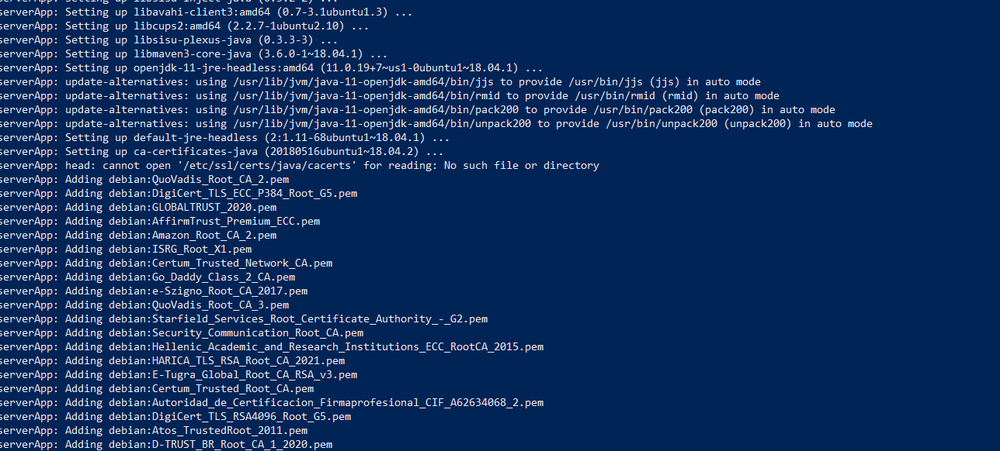 serverApp: Setting up libavahi-client3:amd64 (0.7-3.1ubuntu1.3) ...
serverApp: Setting up libcups2:amd64 (2.2.7-1ubuntu2.10) ...
serverApp: Setting up libsisu-plexus-java (0.3.3-3) ...
serverApp: Setting up libmaven3-core-java (3.6.0-1~18.04.1) ...
serverApp: Setting up openjdk-11-jre-headless:amd64 (11.0.19+7~us1-0ubuntu1~18.04.1) ...
serverApp: update-alternatives: using /usr/lib/jvm/java-11-openjdk-amd64/bin/jjs to provide /usr/bin/jjs (jjs) in auto mode
serverApp: update-alternatives: using /usr/lib/jvm/java-11-openjdk-amd64/bin/rmid to provide /usr/bin/rmid (rmid) in auto mode
serverApp: update-alternatives: using /usr/lib/jvm/java-11-openjdk-amd64/bin/pack200 to provide /usr/bin/pack200 (pack200) in auto mode
serverApp: update-alternatives: using /usr/lib/jvm/java-11-openjdk-amd64/bin/unpack200 to provide /usr/bin/unpack200 (unpack200) in auto mode
serverApp: Setting up default-jre-headless (2:1.11-68ubuntu1~18.04.1) ...
serverApp: Setting up ca-certificates-java (20180516ubuntu1~18.04.2) ...
serverApp: head: cannot open '/etc/ssl/certs/java/cacerts' for reading: No such file or directory
serverApp: Adding debian:QuoVadis_Root_CA_2.pem
serverApp: Adding debian:DigiCert_TLS_ECC_P384_Root_G5.pem
serverApp: Adding debian:GLOBALTRUST_2020.pem
serverApp: Adding debian:AffirmTrust_Premium_ECC.pem
serverApp: Adding debian:Amazon_Root_CA_2.pem
serverApp: Adding debian:ISRG_Root_X1.pem
serverApp: Adding debian:Certum_Trusted_Network_CA.pem
serverApp: Adding debian:Go_Daddy_Class_2_CA.pem
serverApp: Adding debian:e-Szigno_Root_CA_2017.pem
serverApp: Adding debian:QuoVadis_Root_CA_3.pem
serverApp: Adding debian:Starfield_Services_Root_Certificate_Authority_-_G2.pem
serverApp: Adding debian:Security_Communication_Root_CA.pem
serverApp: Adding debian:Hellenic_Academic_and_Research_Institutions_ECC_RootCA_2015.pem
serverApp: Adding debian:HARICA_TLS_RSA_Root_CA_2021.pem
serverApp: Adding debian:E-Tugra_Global_Root_CA_RSA_v3.pem
serverApp: Adding debian:Certum_Trusted_Root_CA.pem
serverApp: Adding debian:Autoridad_de_Certificacion_Firmaprofesional_CIF_A62634068_2.pem
serverApp: Adding debian:DigiCert_TLS_RSA4096_Root_G5.pem
serverApp: Adding debian:Atos_TrustedRoot_2011.pem
serverApp: Adding debian:D-TRUST_BR_Root_CA_1_2020.pem